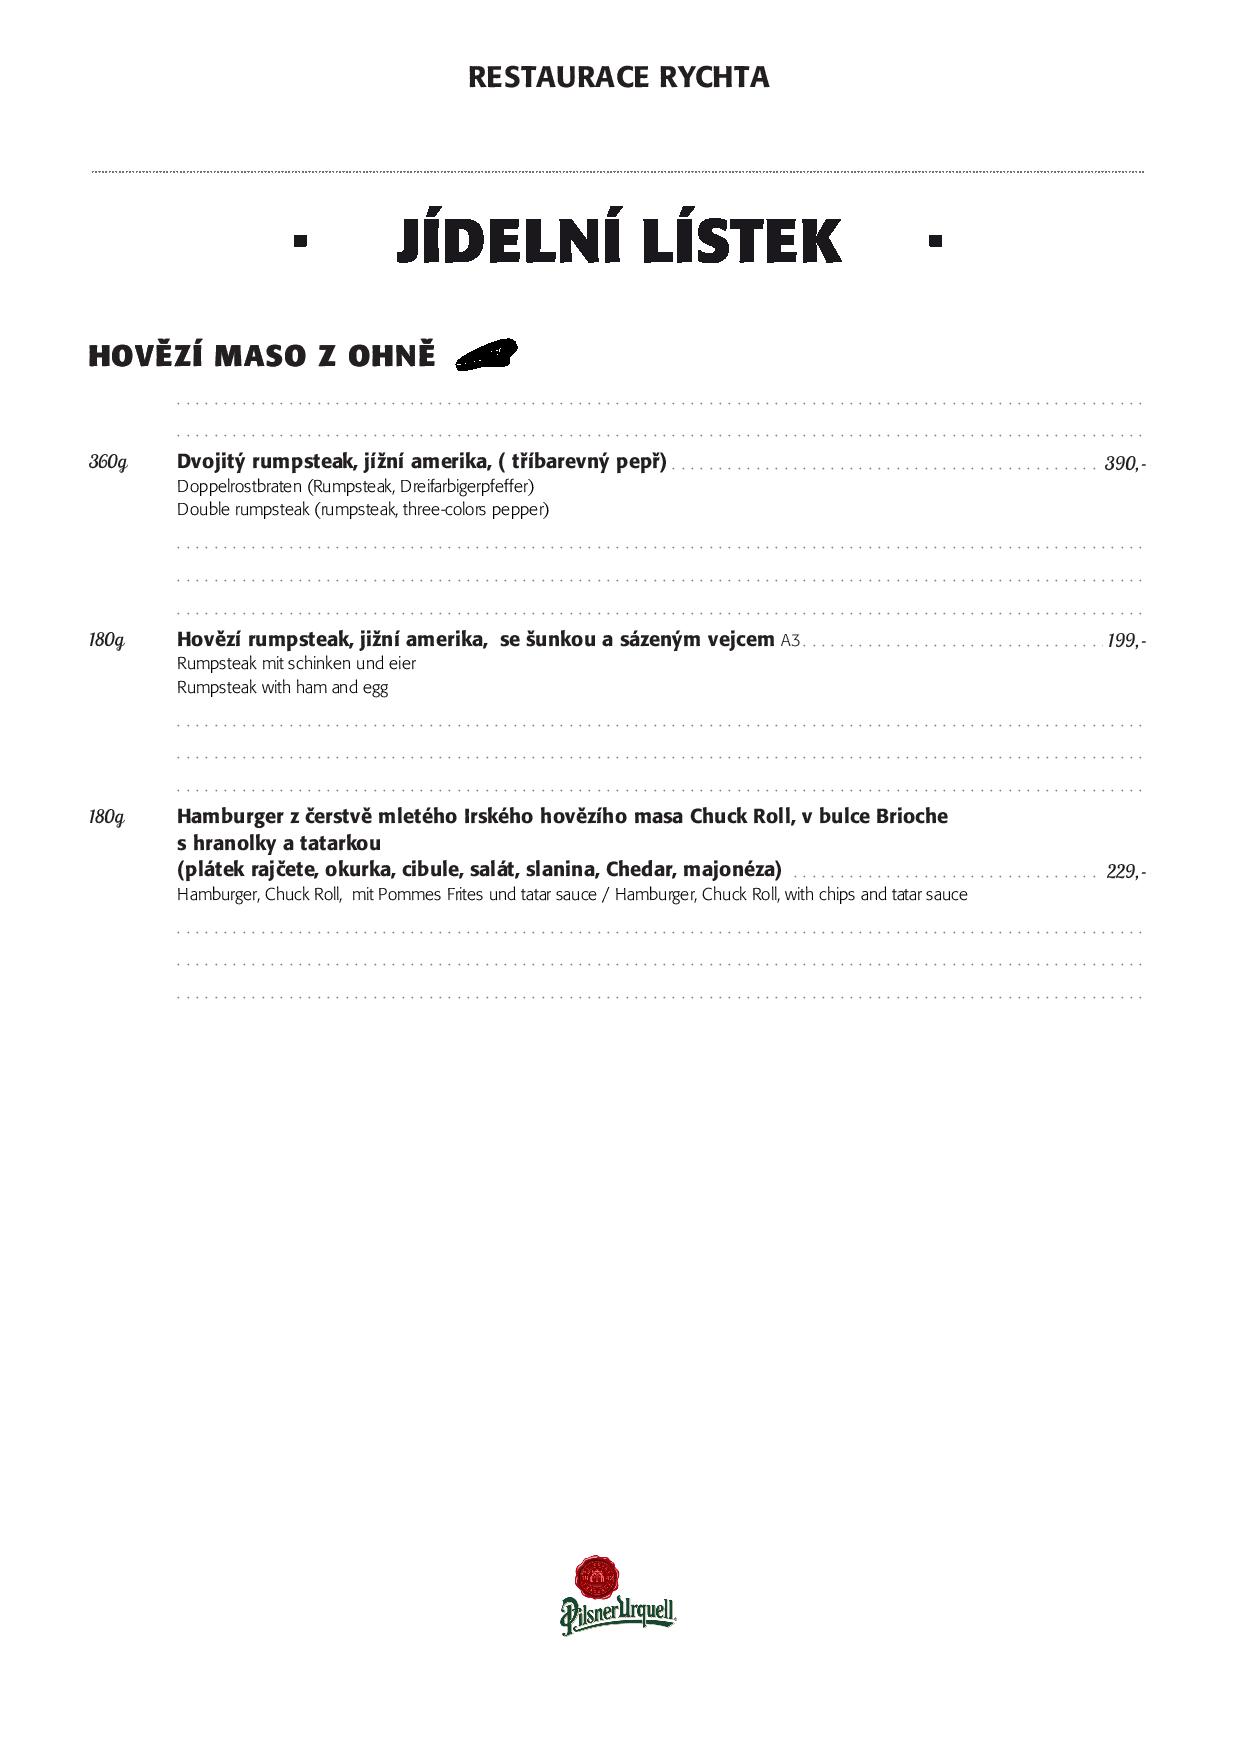 RESTAURACE RYCHTA
JÍDELNÍ LÍSTEK
HOVĚZÍ MASO Z OHNĚ
360g Dvojitý rumpsteak, jížní amerika, ( tříbarevný pepř) 390,-
Doppelrostbraten (Rumpsteak, Dreifarbigerpfeffer)
Double rumpsteak (rumpsteak, three-colors pepper)
180g Hovězí rumpsteak, jižní amerika, se šunkou a sázeným vejcem A3 199,-
Rumpsteak mit schinken und eier
Rumpsteak with ham and egg
180g Hamburger z čerstvě mletého Irského hovězího masa Chuck Roll, v bulce Brioche
s hranolky a tatarkou
(plátek rajčete, okurka, cibule, salát, slanina, Chedar, majonéza) 229,-
Hamburger, Chuck Roll, mit Pommes Frites und tatar sauce / Hamburger, Chuck Roll, with chips and tatar sauce
Pilsner Urquell